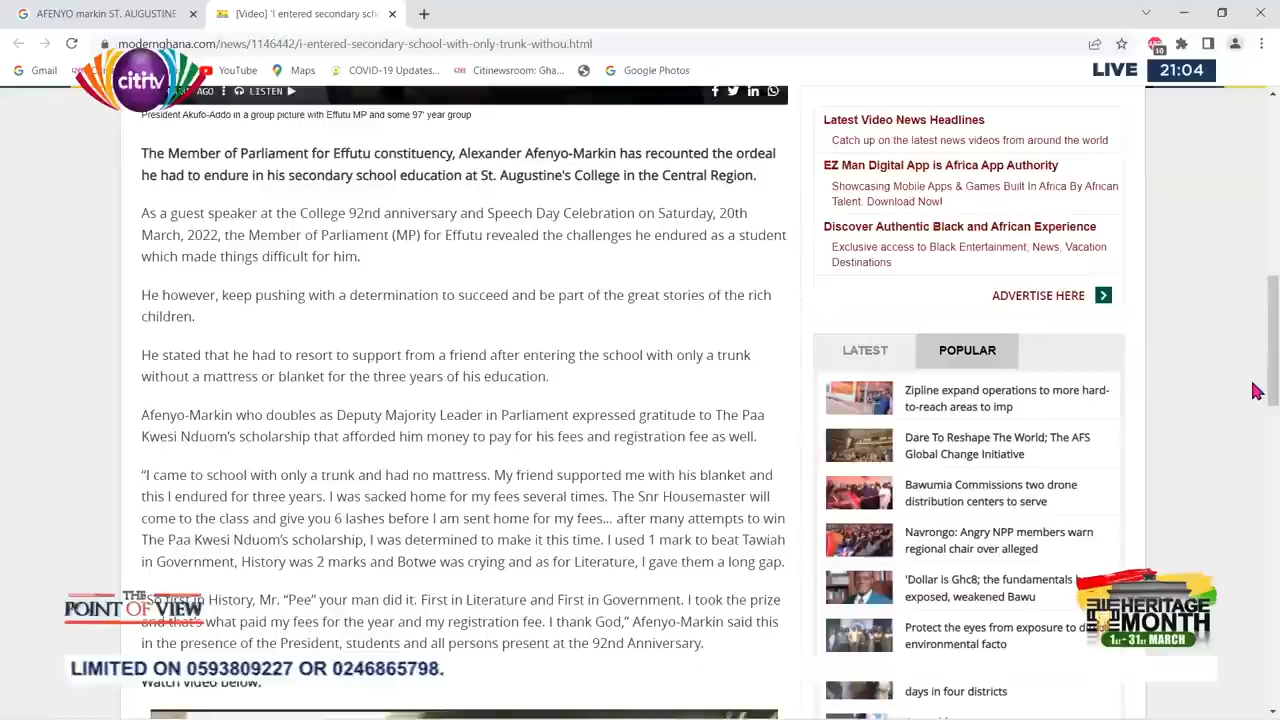 AFENYO markin ST. AUGUSTINE
[Video] 'I entered secondary sch
modernghana.com/news/1146442/i-entered-secondary-school-with-only-trunk-withou.html
10
Gmail
YouTube
Maps
COVID-19 Updates...
Citinewsroom: Gha...
Google Photos
citi tv
LIVE 21:04
AGO
LISTEN
President Akufo-Addo in a group picture with Effutu MP and some 97' year group
The Member of Parliament for Effutu constituency, Alexander Afenyo-Markin has recounted the ordeal
he had to endure in his secondary school education at St. Augustine's College in the Central Region.
As a guest speaker at the College 92nd anniversary and Speech Day Celebration on Saturday, 20th
March, 2022, the Member of Parliament (MP) for Effutu revealed the challenges he endured as a student
which made things difficult for him.
He however, keep pushing with a determination to succeed and be part of the great stories of the rich
children.
He stated that he had to resort to support from a friend after entering the school with only a trunk
without a mattress or blanket for the three years of his education.
Afenyo-Markin who doubles as Deputy Majority Leader in Parliament expressed gratitude to The Paa
Kwesi Nduom's scholarship that afforded him money to pay for his fees and registration fee as well.
“I came to school with only a trunk and had no mattress. My friend supported me with his blanket and
this I endured for three years. I was sacked home for my fees several times. The Snr Housemaster will
come to the class and give you 6 lashes before I am sent home for my fees... after many attempts to win
The Paa Kwesi Nduom's scholarship, I was determined to make it this time. I used 1 mark to beat Tawiah
in Government, History was 2 marks and Botwe was crying and as for Literature, I gave them a long gap.
So first in History, Mr. “Pee” your man did it. First in Literature and First in Government. I took the prize
and that's what paid my fees for the year and my registration fee. I thank God,” Afenyo-Markin said this
in the presence of the President, students and all persons present at the 92nd Anniversary.
Watch video below:
Latest Video News Headlines
Catch up on the latest news videos from around the world
EZ Man Digital App is Africa App Authority
Showcasing Mobile Apps & Games Built In Africa By African
Talent. Download Now!
Discover Authentic Black and African Experience
Exclusive access to Black Entertainment, News, Vacation
Destinations
ADVERTISE HERE
LATEST
POPULAR
Zipline expand operations to more hard-
to-reach areas to imp
Dare To Reshape The World; The AFS
Global Change Initiative
Bawumia Commissions two drone
distribution centers to serve
Navrongo: Angry NPP members warn
regional chair over alleged
'Dollar is Ghc8; the fundamentals
exposed, weakened Bawu
Protect the eyes from exposure to
environmental facto
days in four districts
THE
POINT OF VIEW
HERITAGE
MONTH
1ST - 31ST MARCH
LIMITED ON 0593809227 OR 0246865798.